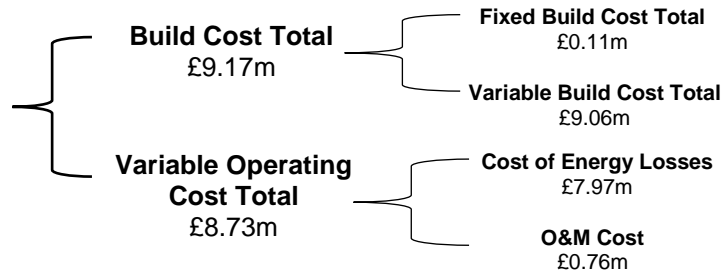 Build Cost Total
£9.17m
Fixed Build Cost Total
£0.11m
Variable Build Cost Total
£9.06m
Variable Operating
Cost Total
£8.73m
Cost of Energy Losses
£7.97m
O&M Cost
£0.76m